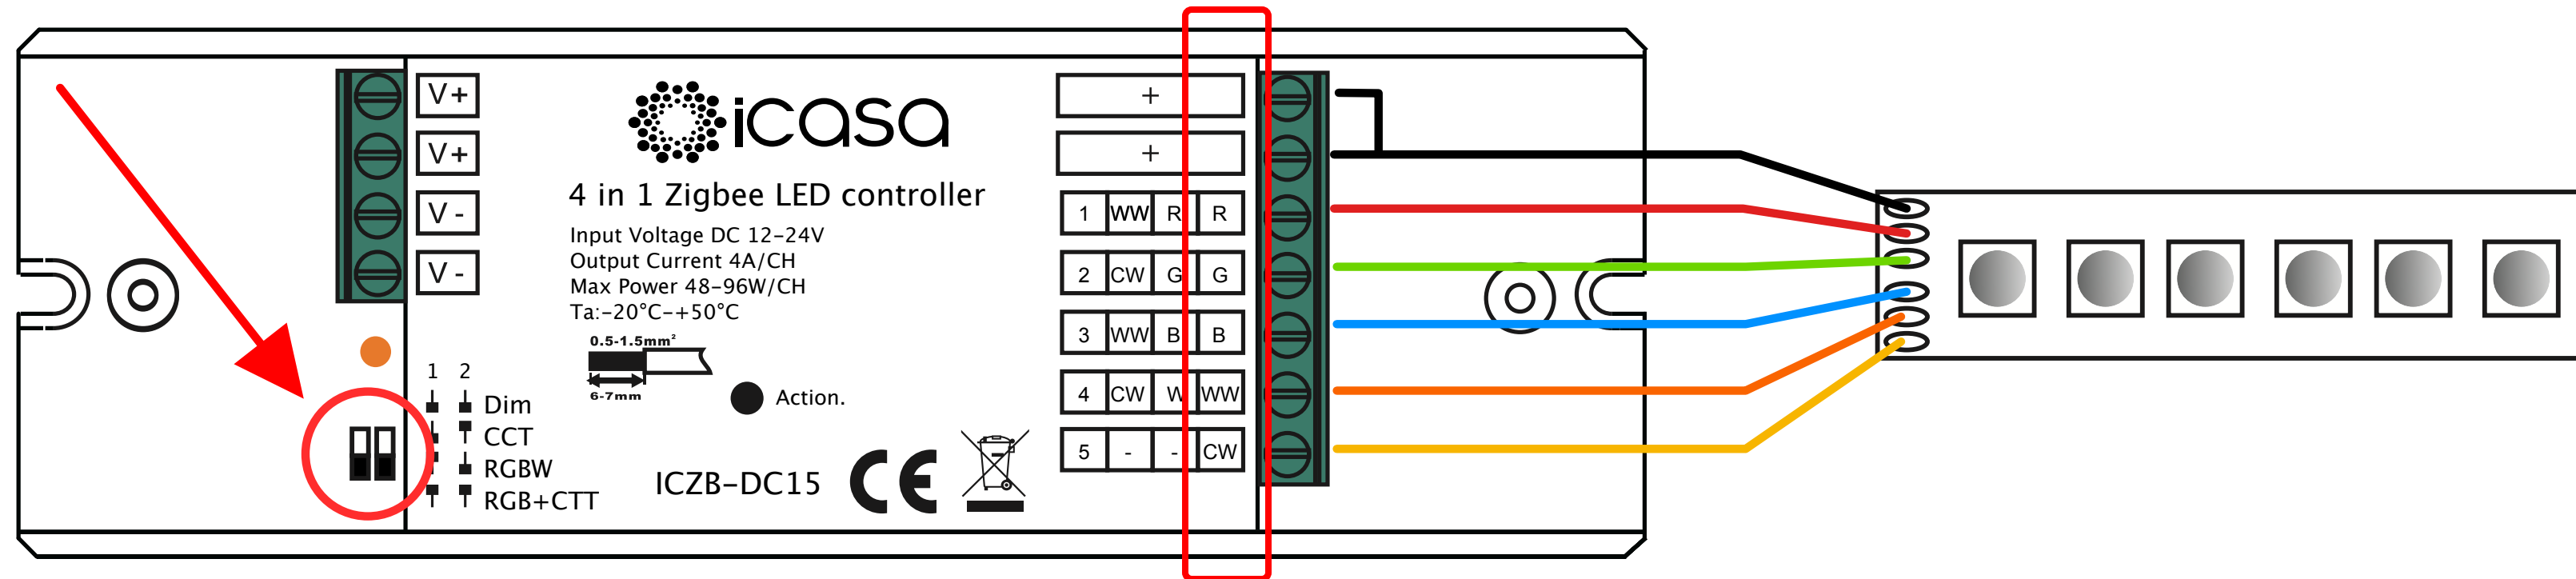 V+
V+
V -
V -
icasa
4 in 1 Zigbee LED controller
Input Voltage DC 12-24V
Output Current 4A/CH
Max Power 48-96W/CH
Ta:-20°C-+50°C
0.5-1.5mm²
6-7mm
Action.
1 2
Dim
CCT
RGBW
RGB+CTT
ICZB-DC15
CE
+
+
1 WW R R
2 CW G G
3 WW B B
4 CW W WW
5 - - CW